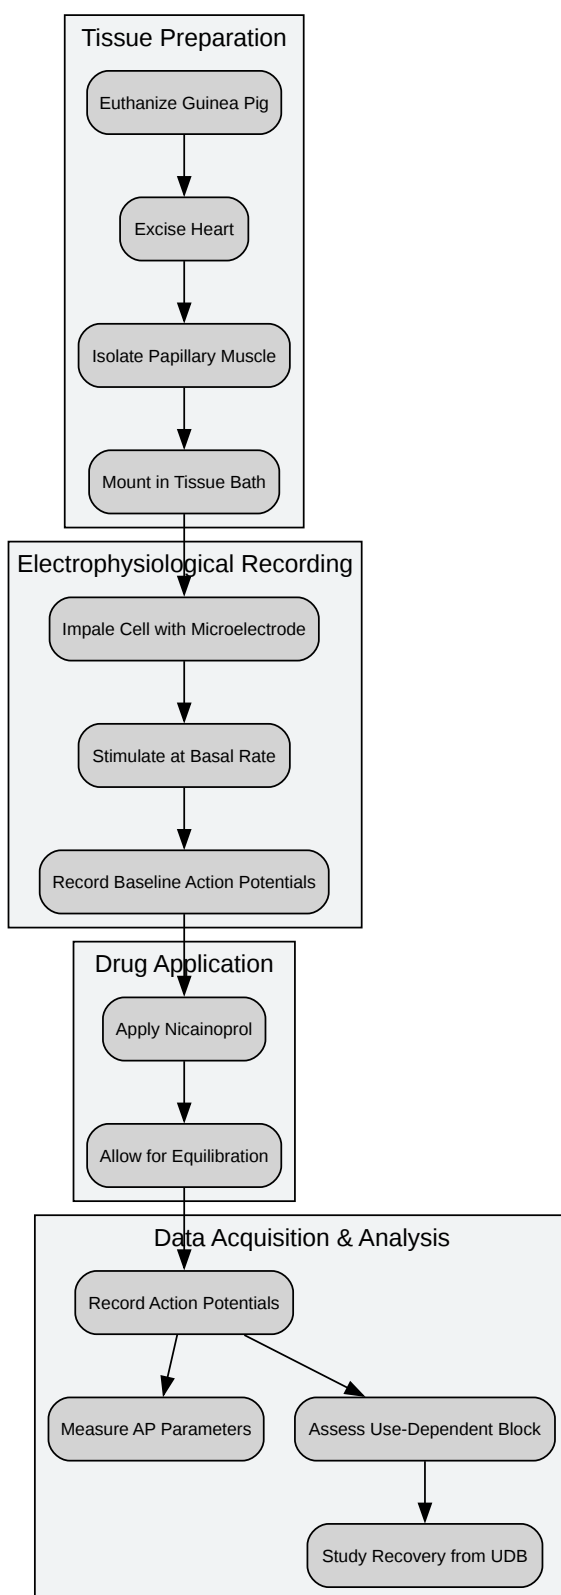 Tissue Preparation
Euthanize Guinea Pig
Excise Heart
Isolate Papillary Muscle
Mount in Tissue Bath
Electrophysiological Recording
Impale Cell with Microelectrode
Stimulate at Basal Rate
Record Baseline Action Potentials
Drug Application
Apply Nicainoprol
Allow for Equilibration
Data Acquisition & Analysis
Record Action Potentials
Measure AP Parameters
Assess Use-Dependent Block
Study Recovery from UDB